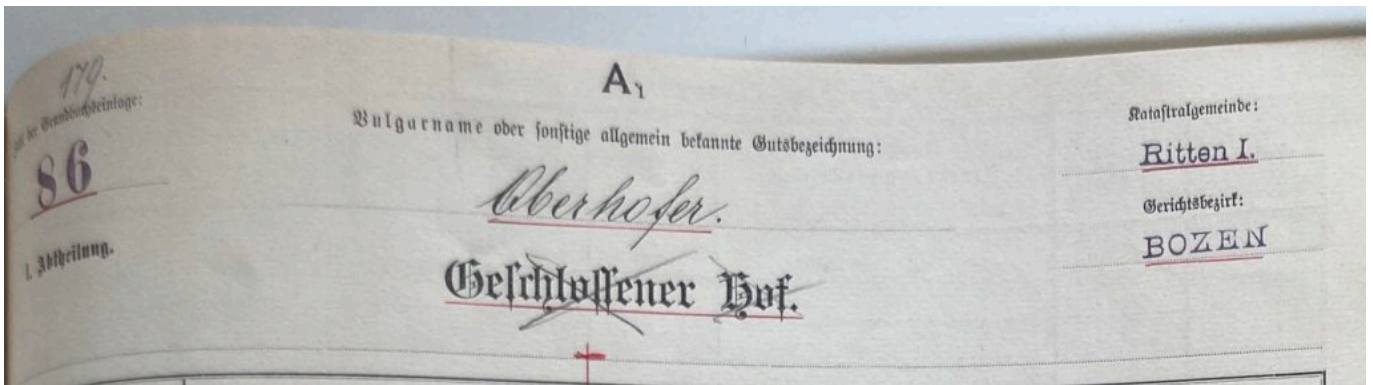 179.
Zahl der Grundbuchseinlage:
86
I. Abtheilung.
A1
Vulgarname oder sonstige allgemein bekannte Gutsbezeichnung:
Oberhofer.
Geschlossener Hof.
Katastralgemeinde:
Ritten I.
Gerichtsbezirk:
BOZEN